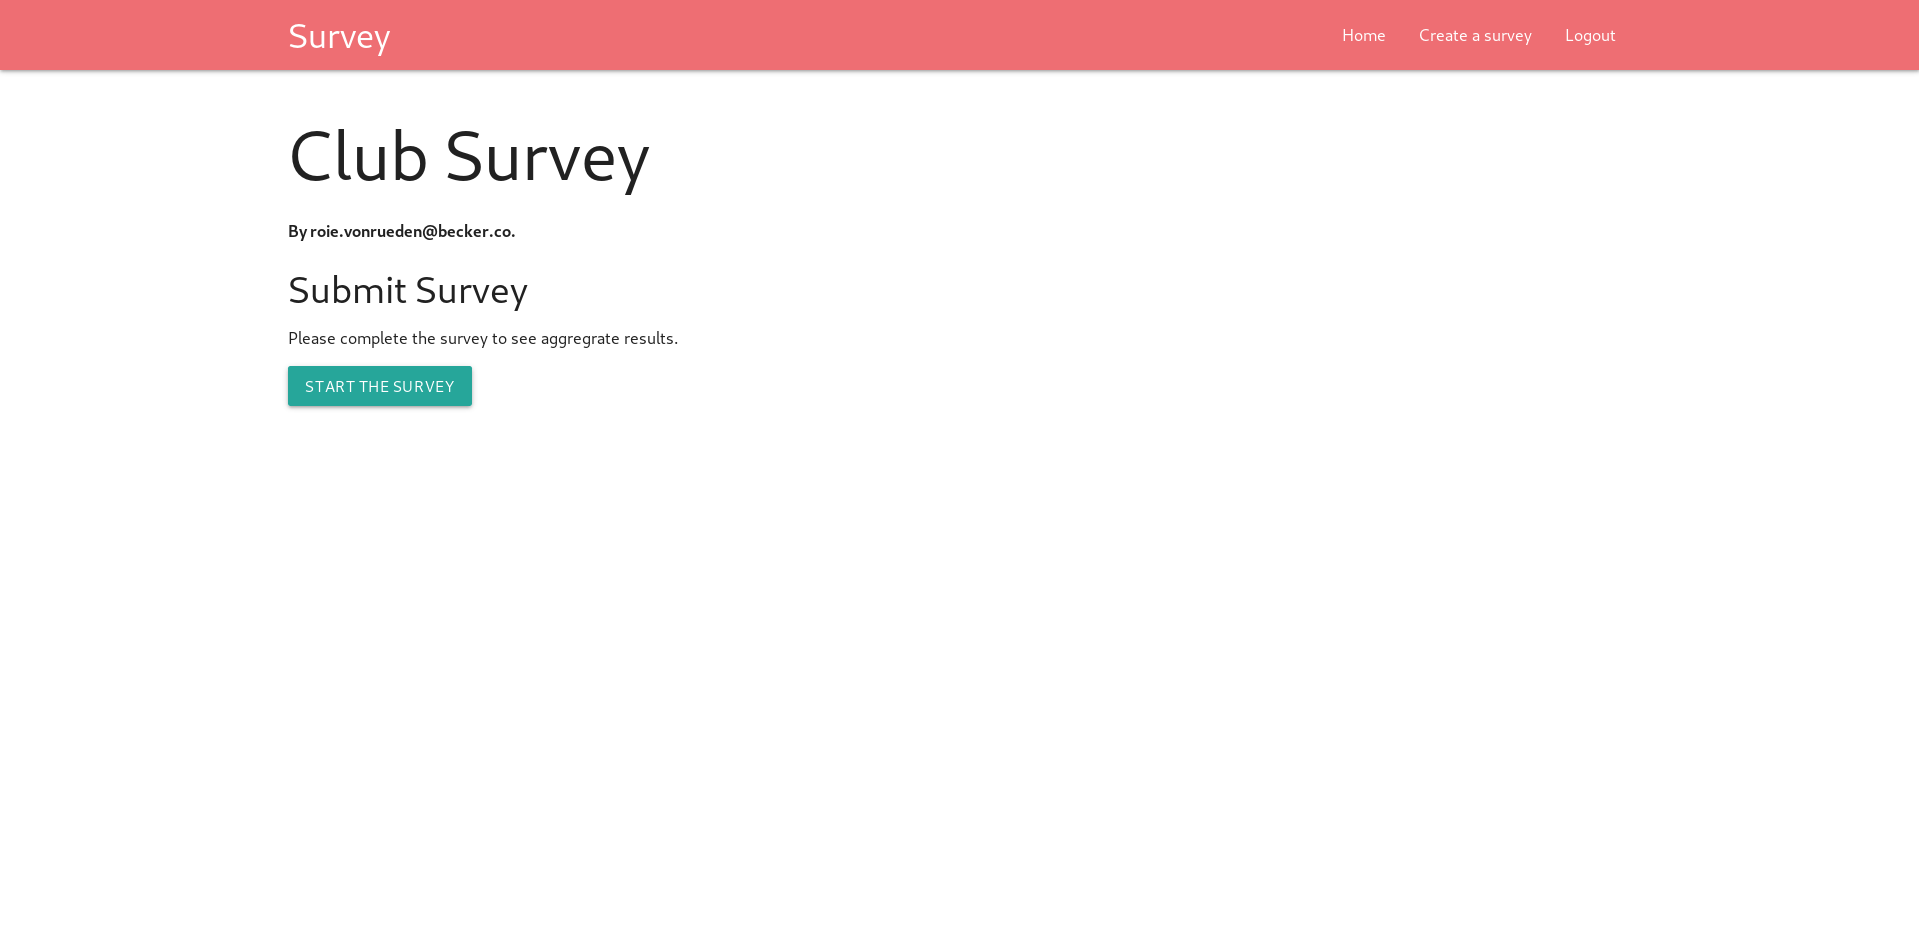 Survey
Home
Create a survey
Logout
Club Survey
By roie.vonrueden@becker.co.
Submit Survey
Please complete the survey to see aggregrate results.
START THE SURVEY